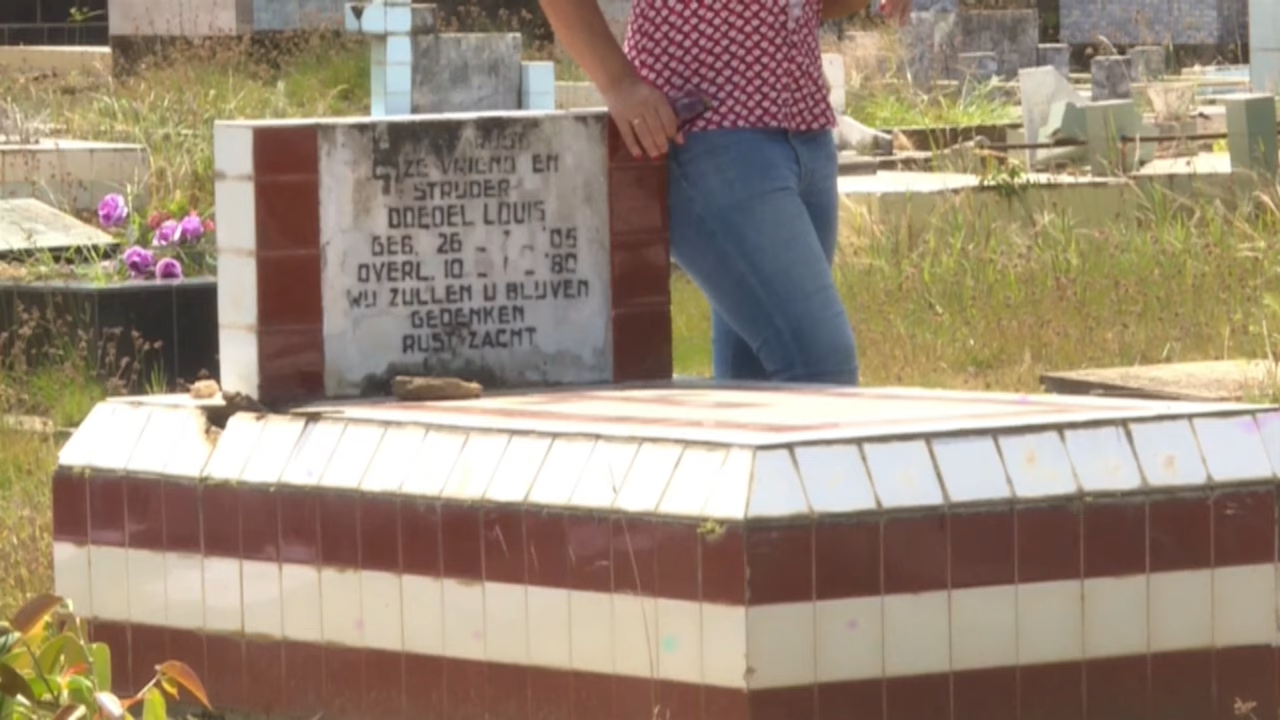 RUST
ZE VRIEND EN
STRIJDER
DOEDEL LOUIS
GEB. 26 - 7 - '05
OVERL. 10 - 1 - '80
WIJ ZULLEN U BLIJVEN
GEDENKEN
RUST ZACHT